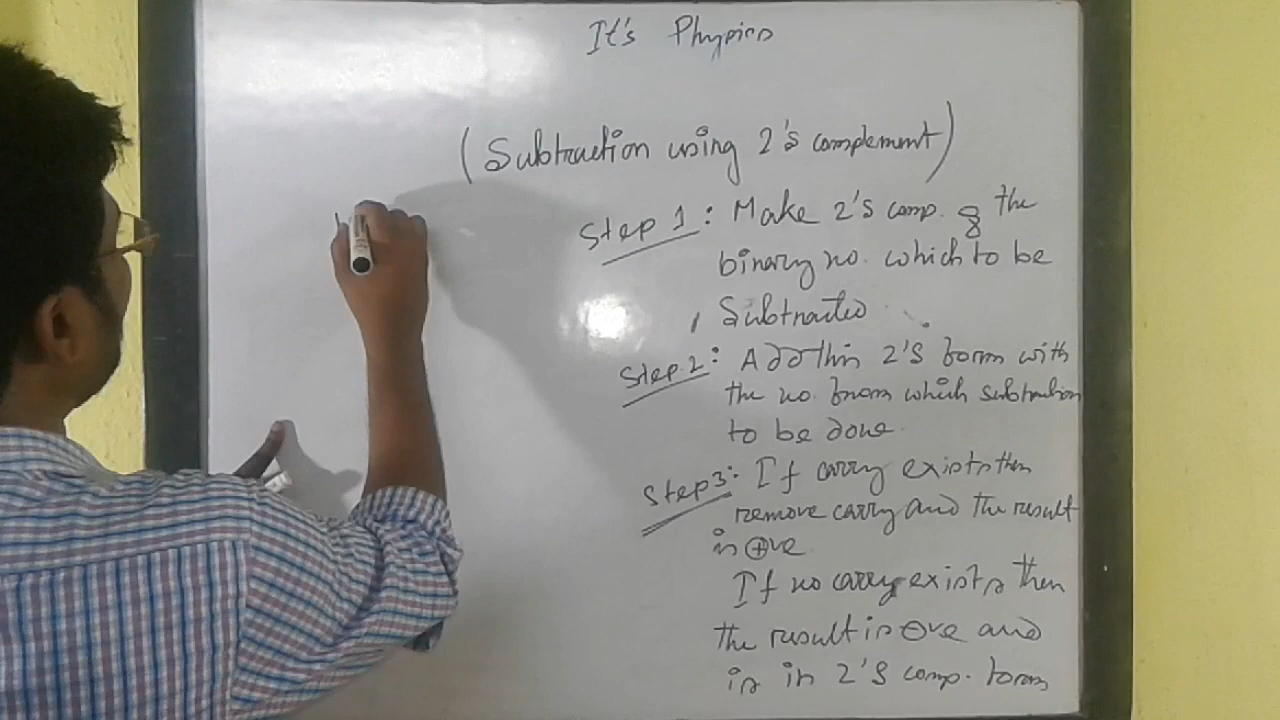 It's Physics
(Subtraction using 2's complement)
Step 1: Make 2's comp. of the
binary no. which to be
Subtracted
Step 2: Add this 2's form with
the no. from which subtraction
to be done
Step 3: If carry exists then
remove carry and the result
is ⊕ve
If no carry exists then
the result is ⊖ve and
is in 2's comp. form